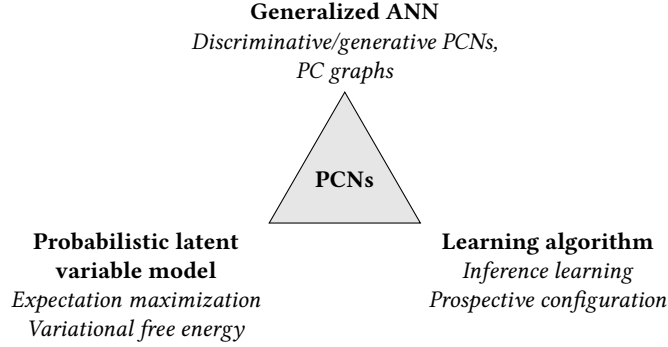 Generalized ANN
Discriminative/generative PCNs,
PC graphs
PCNs
Probabilistic latent
variable model
Expectation maximization
Variational free energy
Learning algorithm
Inference learning
Prospective configuration